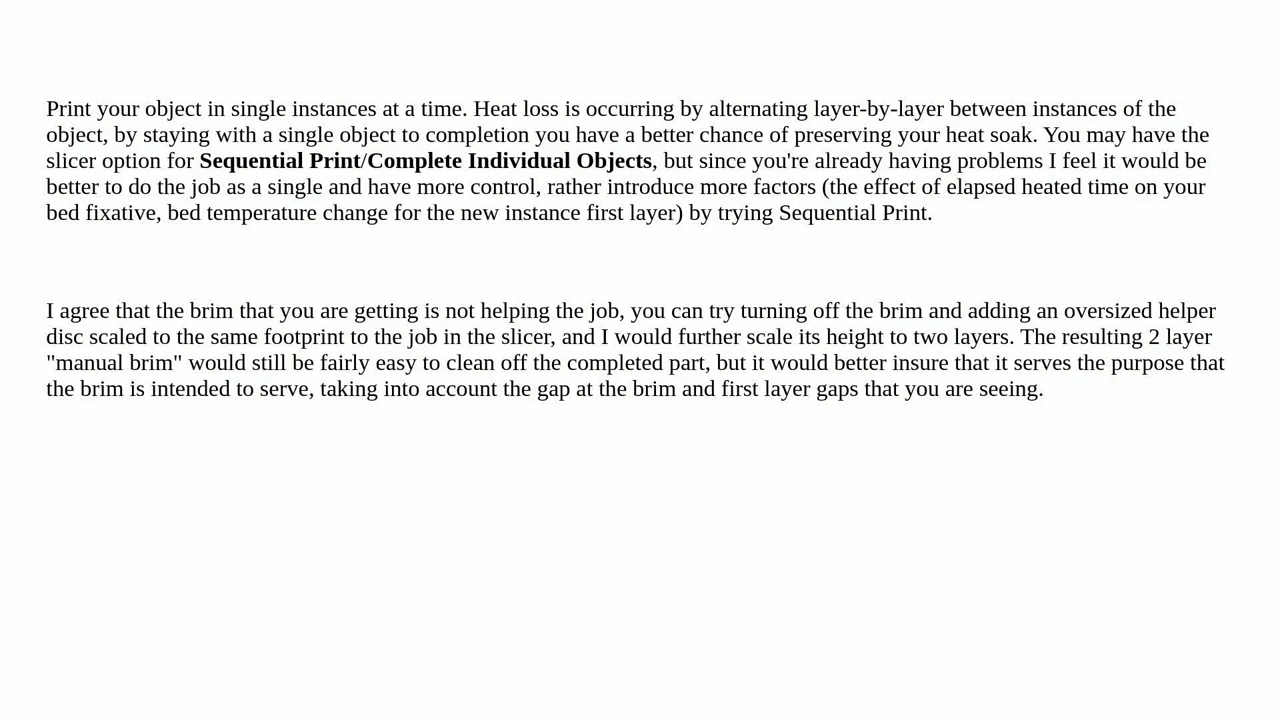 Print your object in single instances at a time. Heat loss is occurring by alternating layer-by-layer between instances of the
object, by staying with a single object to completion you have a better chance of preserving your heat soak. You may have the
slicer option for Sequential Print/Complete Individual Objects, but since you're already having problems I feel it would be
better to do the job as a single and have more control, rather introduce more factors (the effect of elapsed heated time on your
bed fixative, bed temperature change for the new instance first layer) by trying Sequential Print.
I agree that the brim that you are getting is not helping the job, you can try turning off the brim and adding an oversized helper
disc scaled to the same footprint to the job in the slicer, and I would further scale its height to two layers. The resulting 2 layer
"manual brim" would still be fairly easy to clean off the completed part, but it would better insure that it serves the purpose that
the brim is intended to serve, taking into account the gap at the brim and first layer gaps that you are seeing.